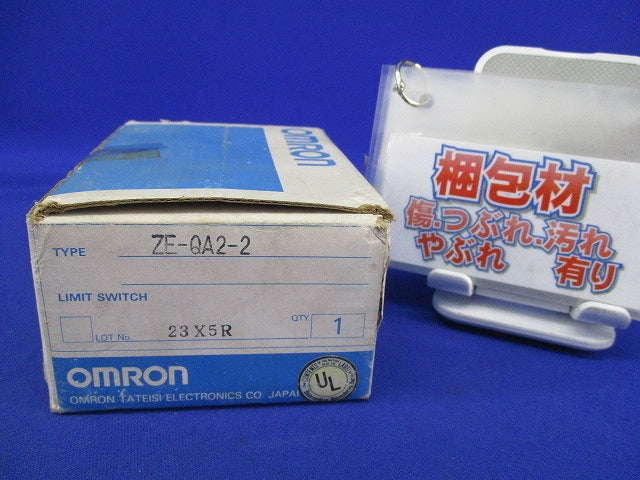 OMRON
TYPE ZE-QA2-2
LIMIT SWITCH
LOT No. 23X5R QTY. 1
OMRON
OMRON TATEISI ELECTRONICS CO. JAPAN
UL
梱包材
傷.つぶれ.汚れ
やぶれ 有り